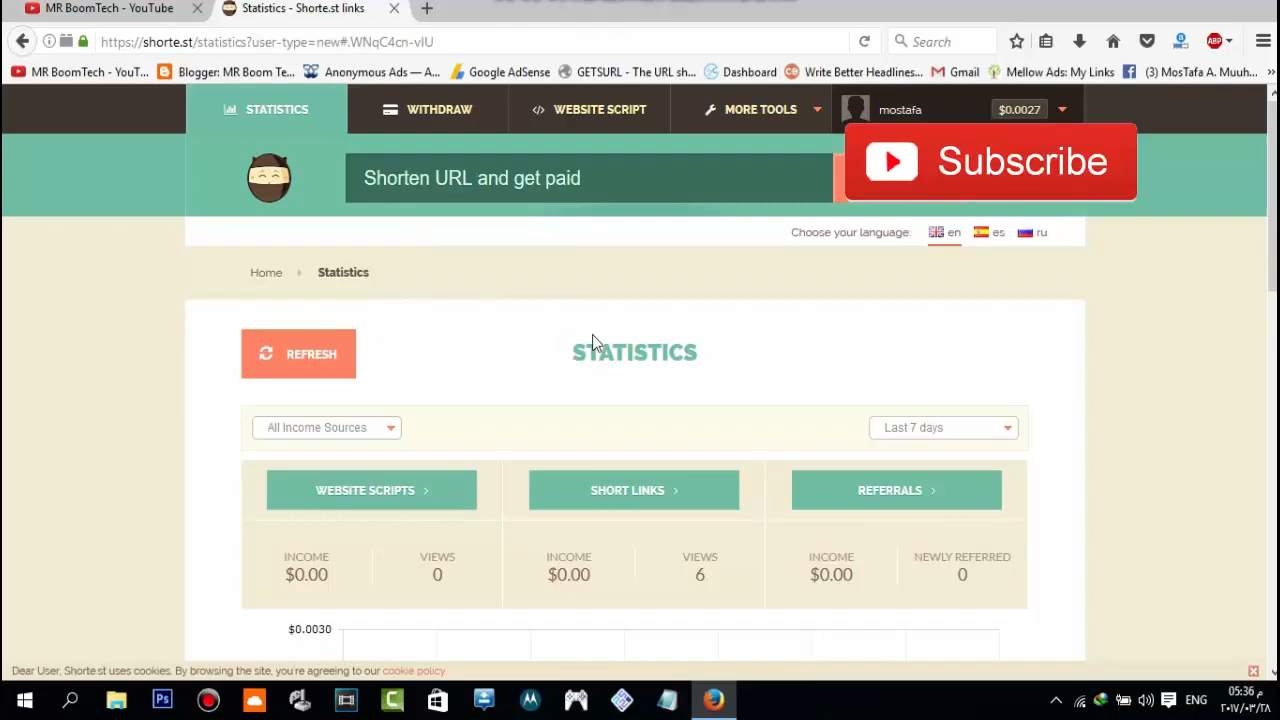 MR BoomTech - YouTube
Statistics - Shorte.st links
https://shorte.st/statistics?user-type=new#.WNqC4cn-vIU
Search
ABP
MR BoomTech - YouT...
Blogger: MR Boom Te...
Anonymous Ads — A...
Google AdSense
GETSURL - The URL sh...
Dashboard
Write Better Headlines...
Gmail
Mellow Ads: My Links
(3) MosTafa A. Muuh...
STATISTICS
WITHDRAW
WEBSITE SCRIPT
MORE TOOLS
mostafa
$0.0027
Shorten URL and get paid
Subscribe
Choose your language:
en
es
ru
Home
Statistics
REFRESH
STATISTICS
All Income Sources
Last 7 days
WEBSITE SCRIPTS
SHORT LINKS
REFERRALS
INCOME
VIEWS
INCOME
VIEWS
INCOME
NEWLY REFERRED
$0.00
0
$0.00
6
$0.00
0
$0.0030
Dear User, Shorte.st uses cookies. By browsing the site, you're agreeing to our cookie policy.
Ps
ENG
05:36 م
٢٠١٧/٠٣/٢٨